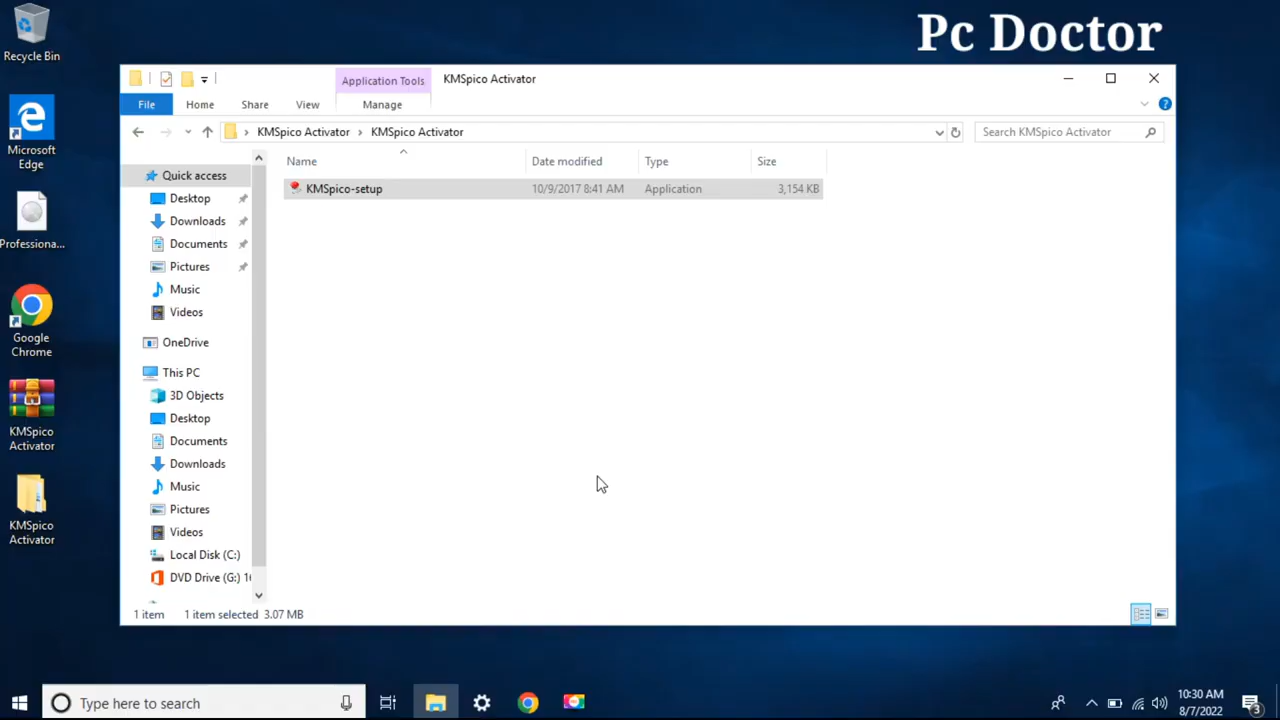 Pc Doctor
Recycle Bin
Microsoft
Edge
Professiona...
Google
Chrome
KMSpico
Activator
KMSpico
Activator
Application Tools
KMSpico Activator
File
Home
Share
View
Manage
KMSpico Activator
KMSpico Activator
Search KMSpico Activator
Name
Date modified
Type
Size
KMSpico-setup
10/9/2017 8:41 AM
Application
3,154 KB
Quick access
Desktop
Downloads
Documents
Pictures
Music
Videos
OneDrive
This PC
3D Objects
Desktop
Documents
Downloads
Music
Pictures
Videos
Local Disk (C:)
DVD Drive (G:) 16
1 item
1 item selected 3.07 MB
Type here to search
10:30 AM
8/7/2022
3